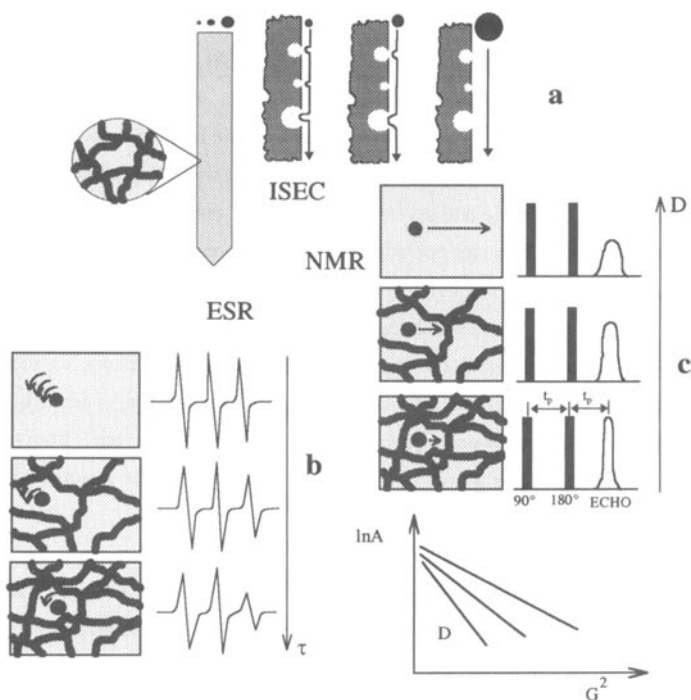 a
ISEC
NMR
D
ESR
c
t_p t_p
b
90° 180° ECHO
lnA
τ
D
G²